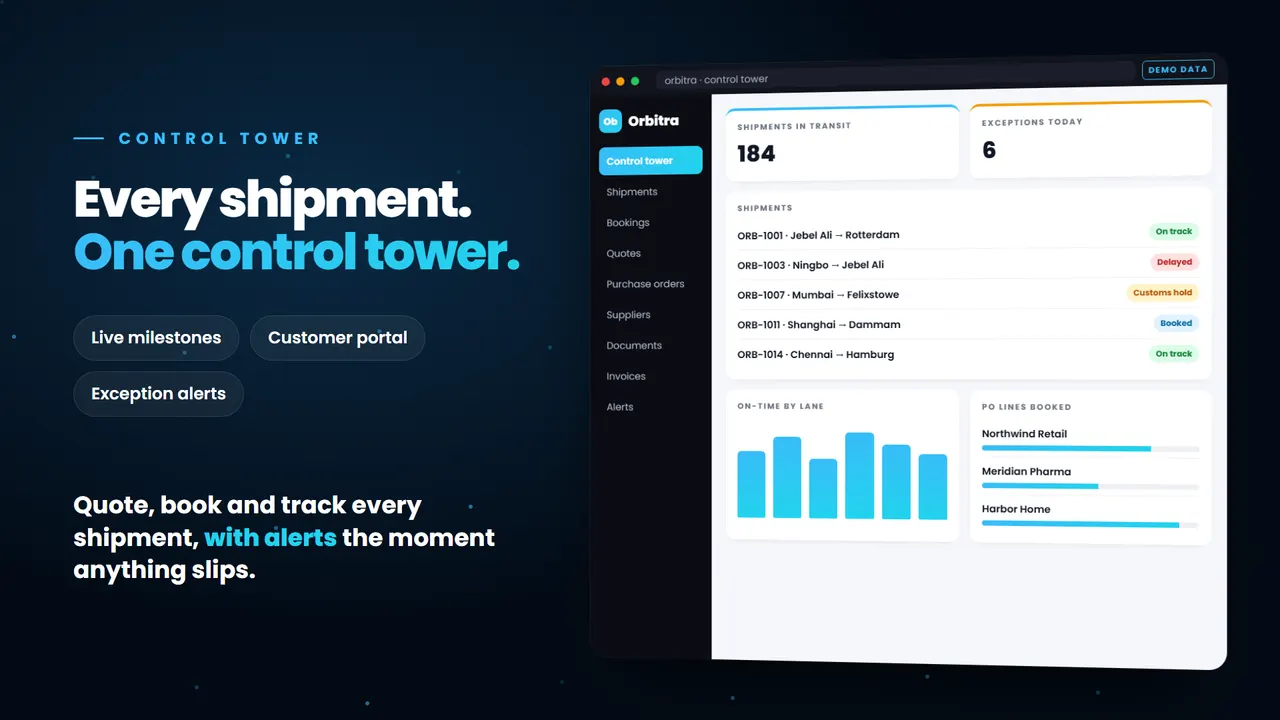 CONTROL TOWER
Every shipment.
One control tower.
Live milestones
Customer portal
Exception alerts
Quote, book and track every
shipment, with alerts the moment
anything slips.
orbitra · control tower
DEMO DATA
Ob
Orbitra
Control tower
Shipments
Bookings
Quotes
Purchase orders
Suppliers
Documents
Invoices
Alerts
SHIPMENTS IN TRANSIT
184
EXCEPTIONS TODAY
6
SHIPMENTS
ORB-1001 · Jebel Ali → Rotterdam
On track
ORB-1003 · Ningbo → Jebel Ali
Delayed
ORB-1007 · Mumbai → Felixstowe
Customs hold
ORB-1011 · Shanghai → Dammam
Booked
ORB-1014 · Chennai → Hamburg
On track
ON-TIME BY LANE
PO LINES BOOKED
Northwind Retail
Meridian Pharma
Harbor Home